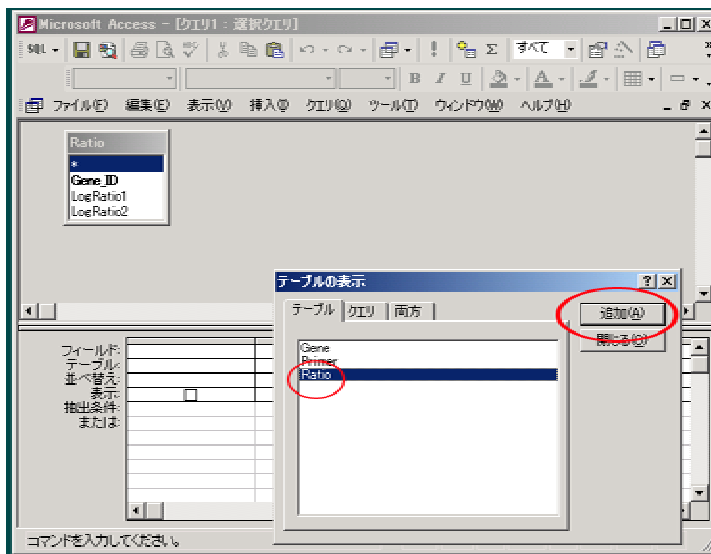 Microsoft Access - [クエリ1 : 選択クエリ]
SQL すべて
B I U A
ファイル(F) 編集(E) 表示(V) 挿入(I) クエリ(Q) ツール(T) ウィンドウ(W) ヘルプ(H)
Ratio
*
Gene_ID
LogRatio1
LogRatio2
テーブルの表示
テーブル クエリ 両方
追加(A)
閉じる(C)
Gene
Primer
Ratio
フィールド:
テーブル:
並べ替え:
表示:
抽出条件:
または:
コマンドを入力してください。